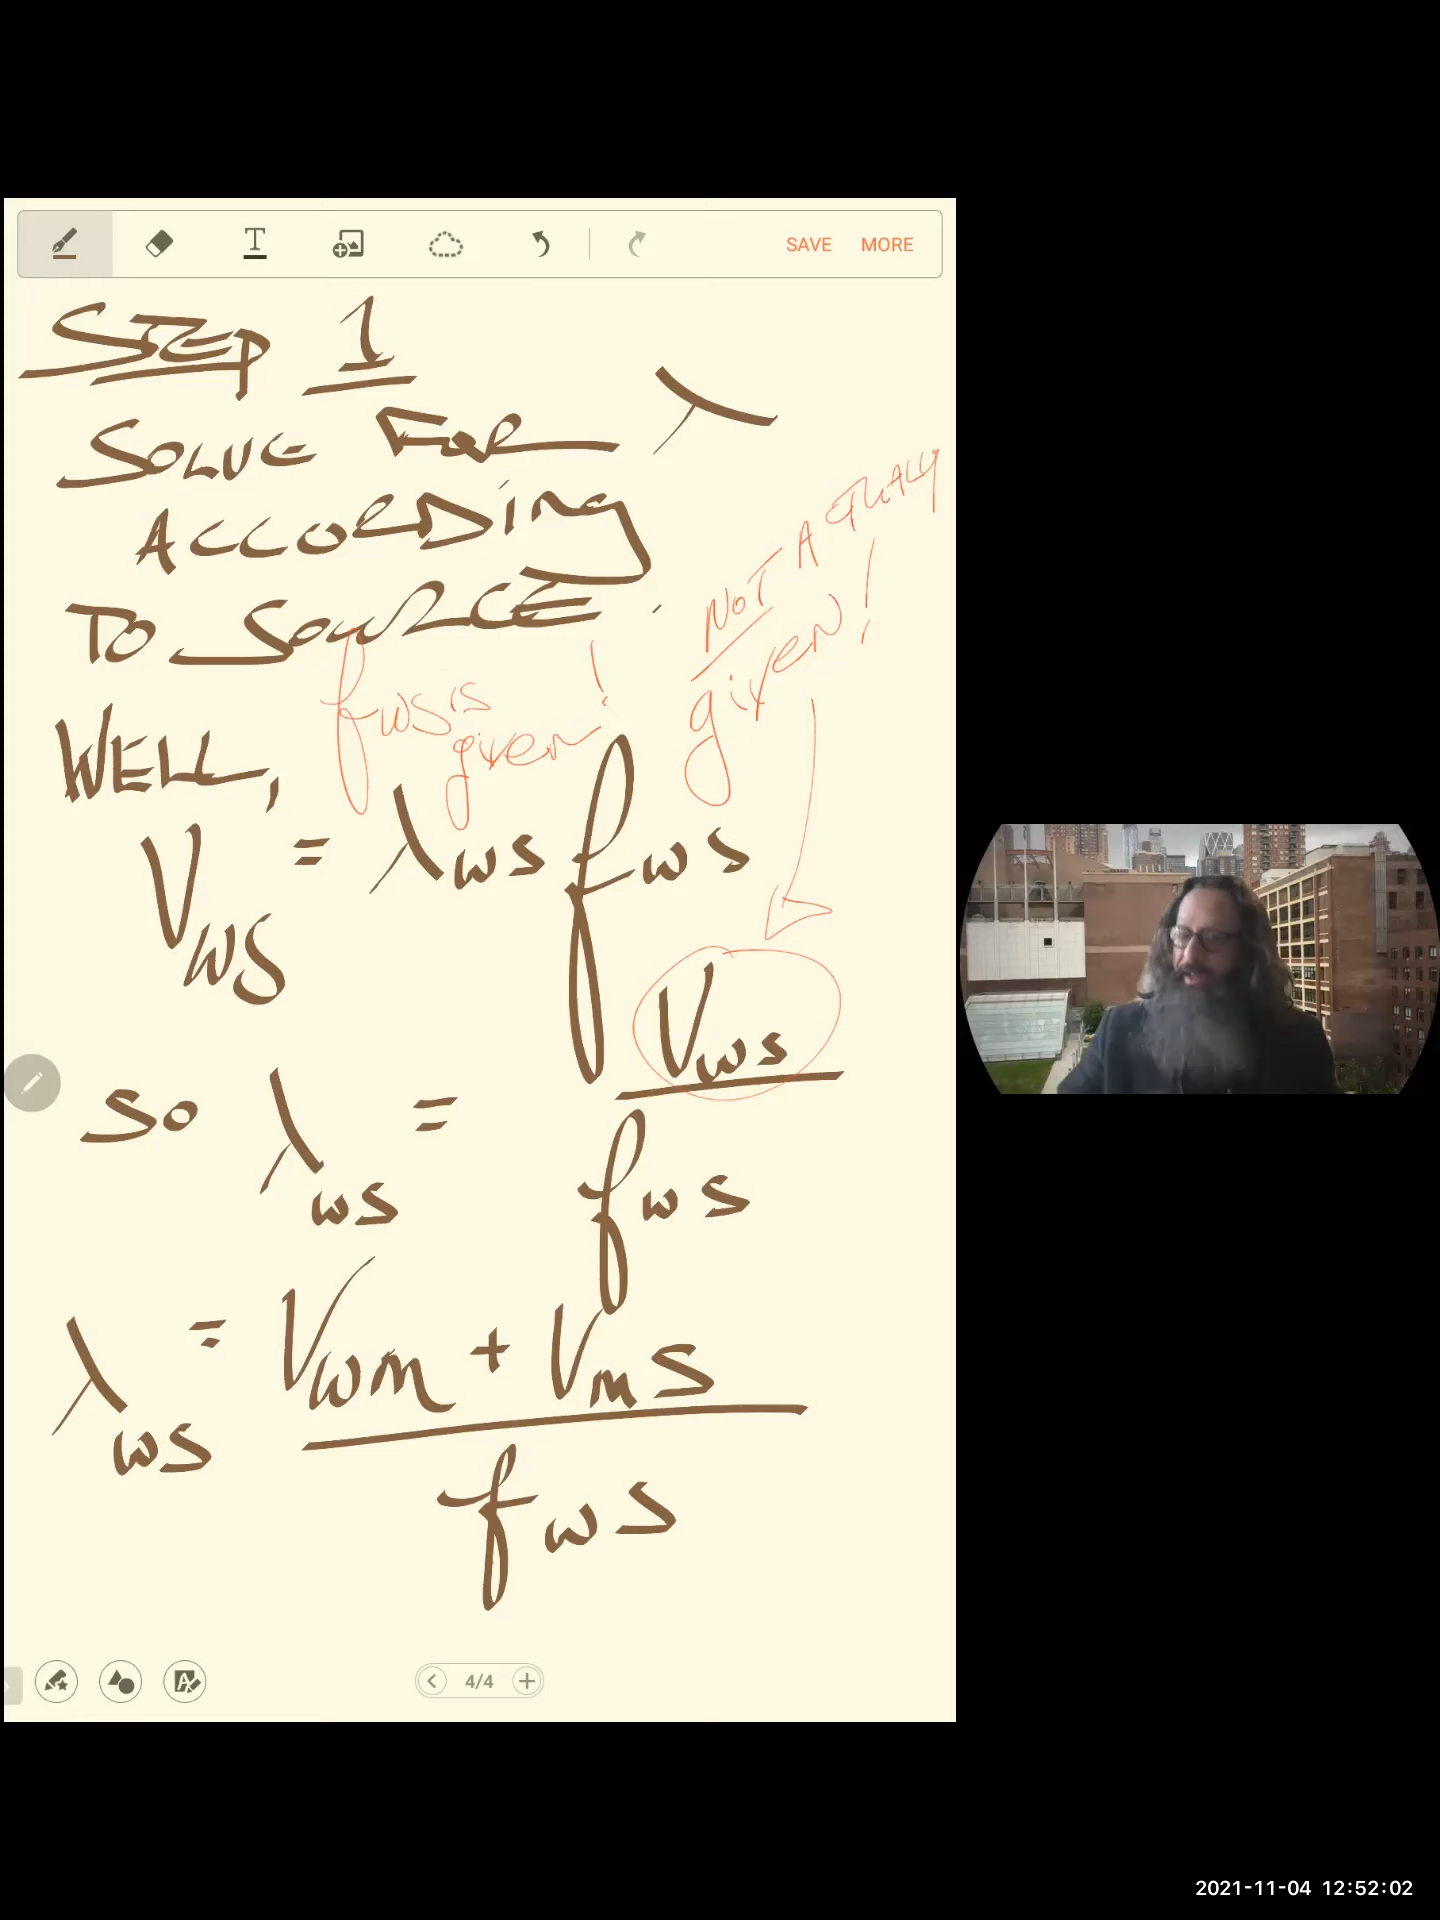 SAVE MORE
STEP 1
SOLVE FOR λ
ACCORDING
TO SOURCE.
NOT ACTUALLY
given!
fws is
given!
WELL,
Vws = λws fws
so λws = Vws / fws
λws = Vwm + Vms / fws
4/4
2021-11-04 12:52:02